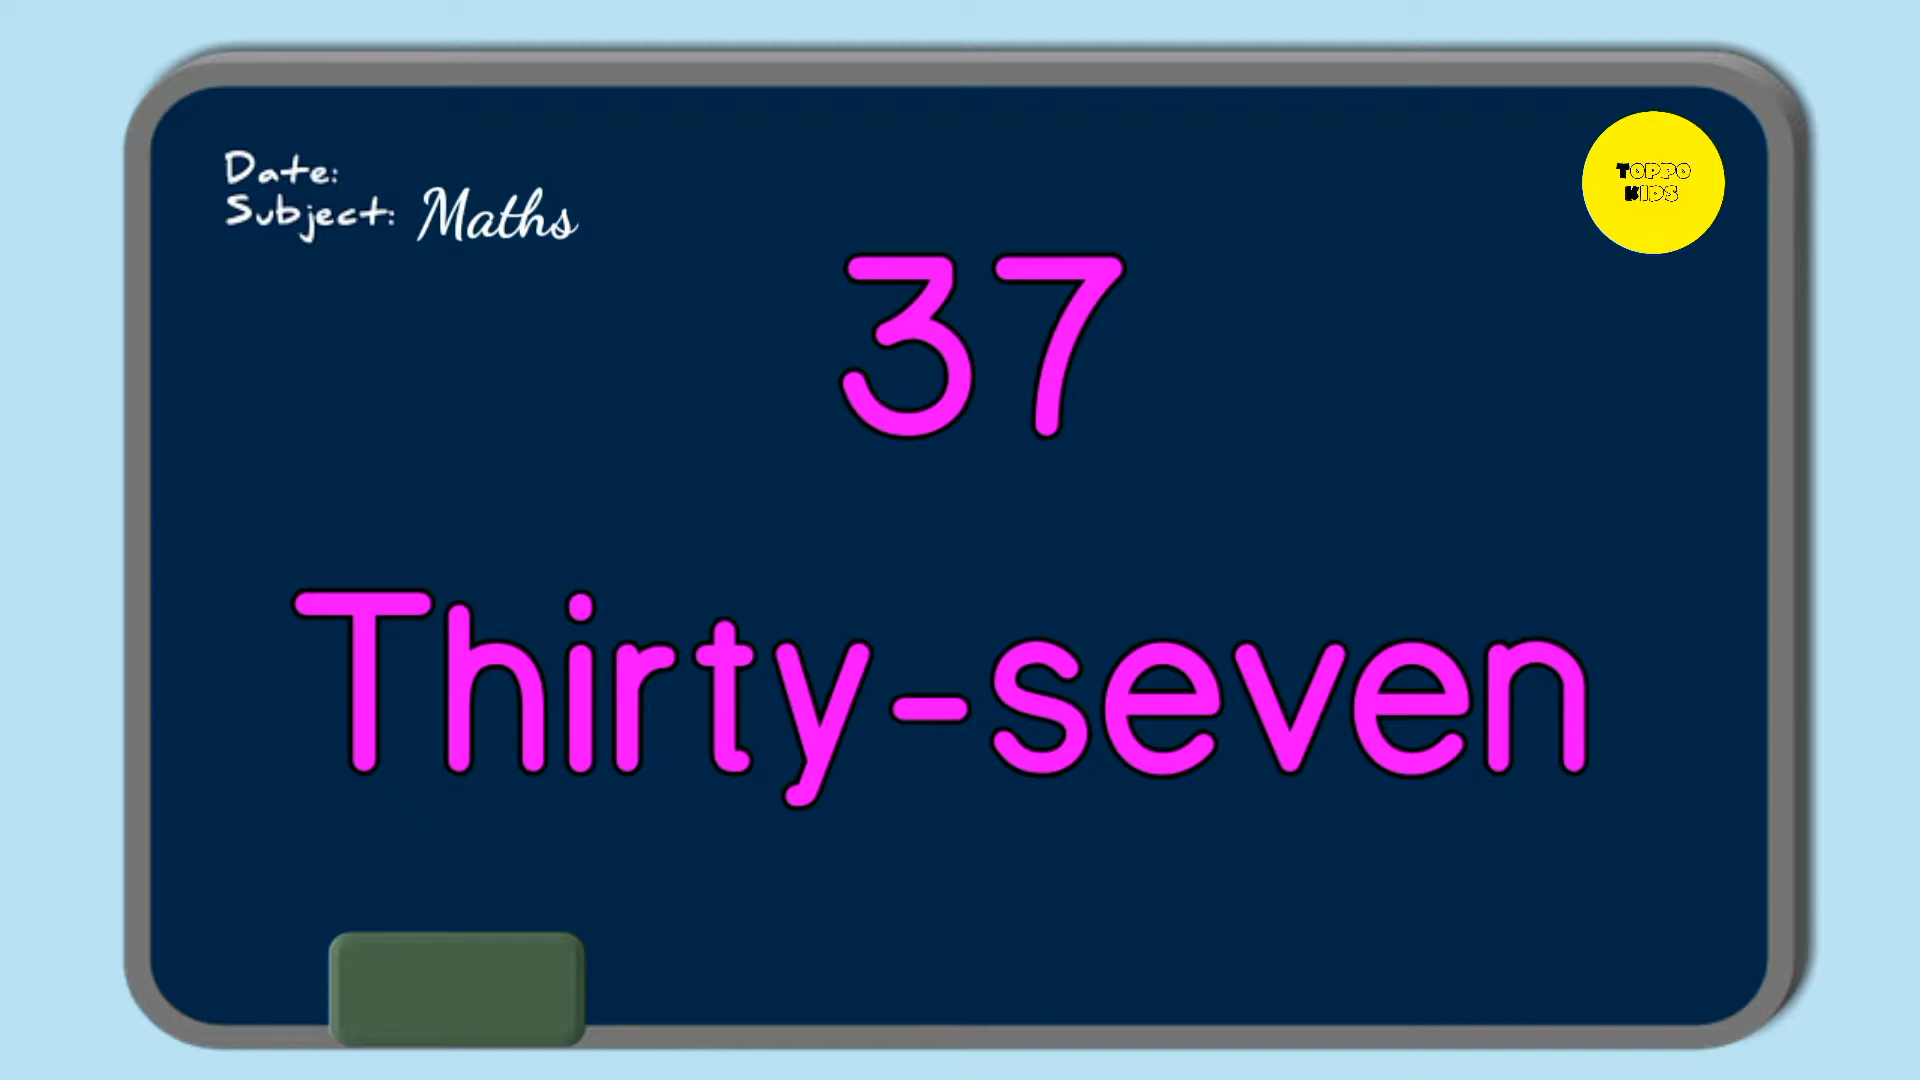 Date:
Subject: Maths
TOPPO
KIDS
37
Thirty-seven